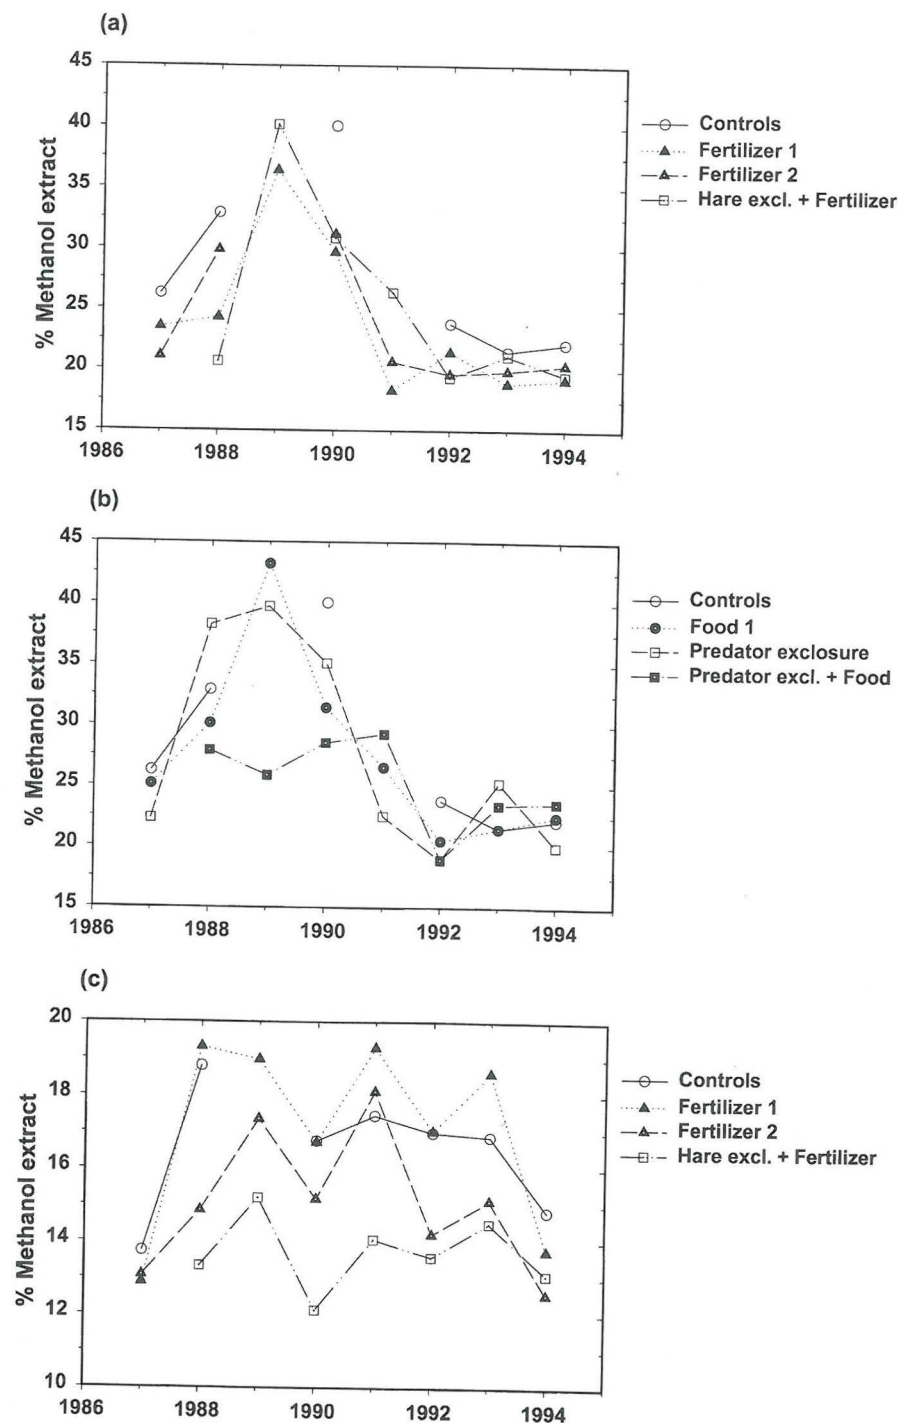 (a)
45
40
35
30
25
20
15
% Methanol extract
1986 1988 1990 1992 1994
Controls
Fertilizer 1
Fertilizer 2
Hare excl. + Fertilizer
(b)
45
40
35
30
25
20
15
% Methanol extract
1986 1988 1990 1992 1994
Controls
Food 1
Predator exclosure
Predator excl. + Food
(c)
20
18
16
14
12
10
% Methanol extract
1986 1988 1990 1992 1994
Controls
Fertilizer 1
Fertilizer 2
Hare excl. + Fertilizer